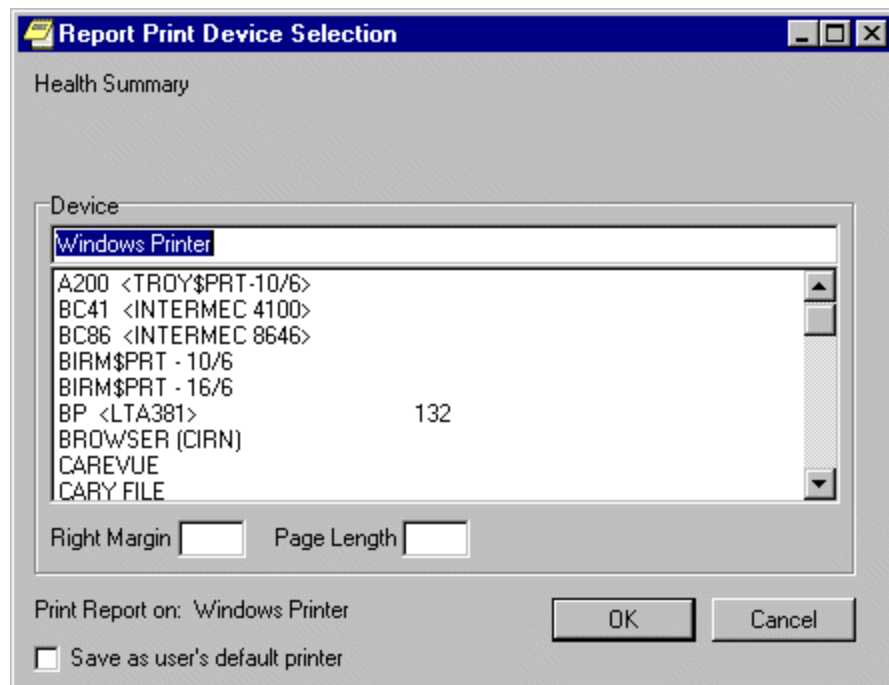 Report Print Device Selection
Health Summary
Device
Windows Printer
A200 <TROY$PRT-10/6>
BC41 <INTERMEC 4100>
BC86 <INTERMEC 8646>
BIRM$PRT - 10/6
BIRM$PRT - 16/6
BP <LTA381> 132
BROWSER (CIRN)
CAREVUE
CARY FILE
Right Margin Page Length
Print Report on: Windows Printer OK Cancel
Save as user's default printer